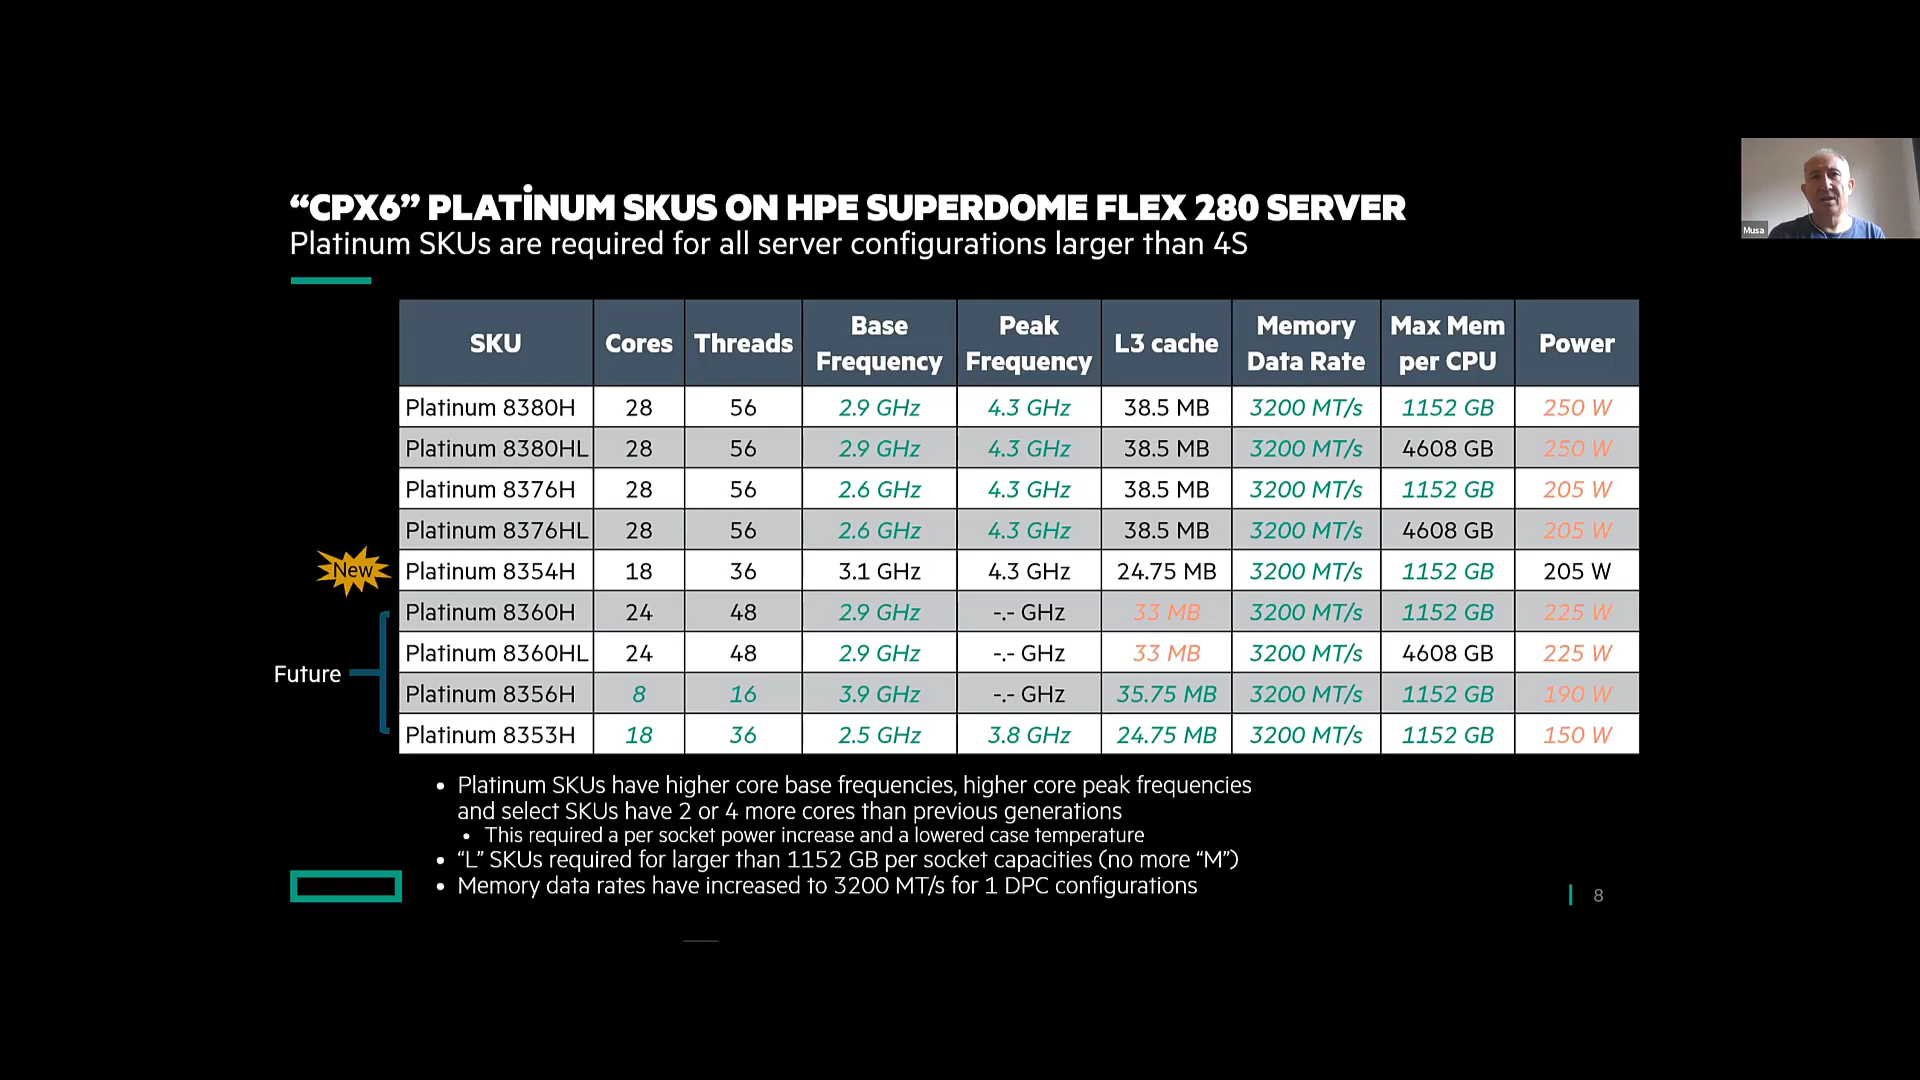 “CPX6” PLATİNUM SKUS ON HPE SUPERDOME FLEX 280 SERVER
Platinum SKUs are required for all server configurations larger than 4S
Musa
SKU Cores Threads Base Frequency Peak Frequency L3 cache Memory Data Rate Max Mem per CPU Power
Platinum 8380H 28 56 2.9 GHz 4.3 GHz 38.5 MB 3200 MT/s 1152 GB 250 W
Platinum 8380HL 28 56 2.9 GHz 4.3 GHz 38.5 MB 3200 MT/s 4608 GB 250 W
Platinum 8376H 28 56 2.6 GHz 4.3 GHz 38.5 MB 3200 MT/s 1152 GB 205 W
Platinum 8376HL 28 56 2.6 GHz 4.3 GHz 38.5 MB 3200 MT/s 4608 GB 205 W
New Platinum 8354H 18 36 3.1 GHz 4.3 GHz 24.75 MB 3200 MT/s 1152 GB 205 W
Platinum 8360H 24 48 2.9 GHz -.- GHz 33 MB 3200 MT/s 1152 GB 225 W
Platinum 8360HL 24 48 2.9 GHz -.- GHz 33 MB 3200 MT/s 4608 GB 225 W
Future
Platinum 8356H 8 16 3.9 GHz -.- GHz 35.75 MB 3200 MT/s 1152 GB 190 W
Platinum 8353H 18 36 2.5 GHz 3.8 GHz 24.75 MB 3200 MT/s 1152 GB 150 W
• Platinum SKUs have higher core base frequencies, higher core peak frequencies
and select SKUs have 2 or 4 more cores than previous generations
• This required a per socket power increase and a lowered case temperature
• “L” SKUs required for larger than 1152 GB per socket capacities (no more “M”)
• Memory data rates have increased to 3200 MT/s for 1 DPC configurations
8